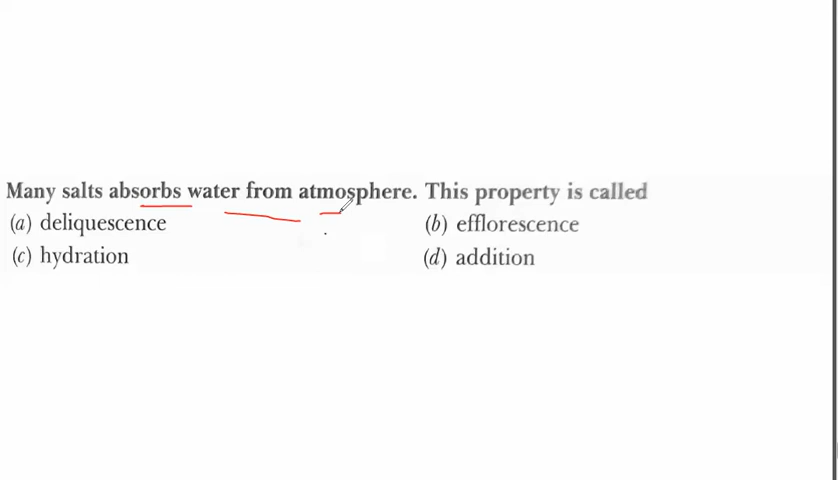 Many salts absorbs water from atmosphere. This property is called
(a) deliquescence (b) efflorescence
(c) hydration (d) addition